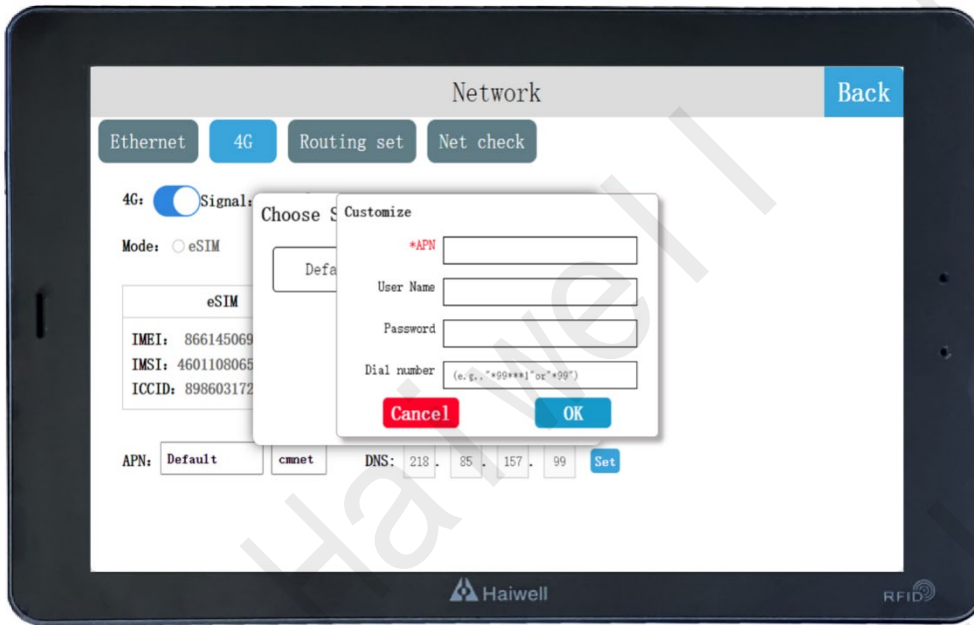 Network
Back
Ethernet
4G
Routing set
Net check
4G:
Signal:
Choose S
Customize
*APN
Mode:
eSIM
Defa
User Name
eSIM
Password
IMEI: 866145069
IMSI: 4601108065
Dial number
(e.g.,"*99***1"or"*99")
ICCID: 898603172
Cancel
OK
APN:
Default
cmnet
DNS: 218 . 85 . 157 . 99
Set
Haiwell
RFID
Haiwell